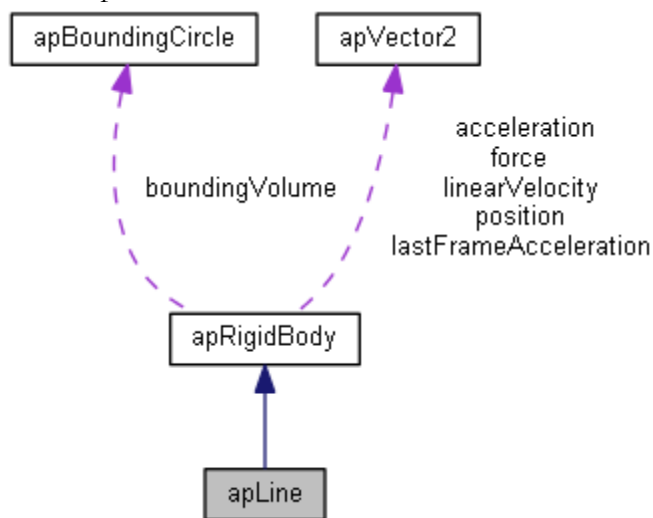 apBoundingCircle
apVector2
boundingVolume
acceleration
force
linearVelocity
position
lastFrameAcceleration
apRigidBody
apLine